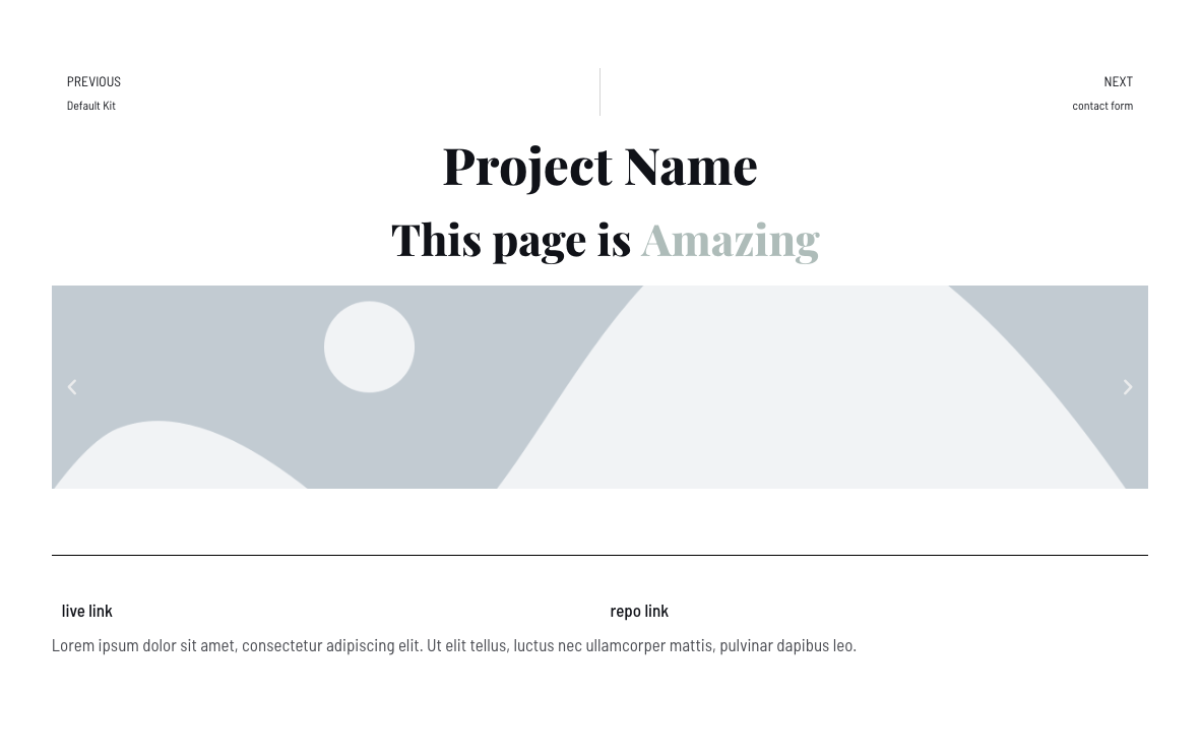 PREVIOUS
Default Kit
NEXT
contact form
Project Name
This page is Amazing
live link
repo link
Lorem ipsum dolor sit amet, consectetur adipiscing elit. Ut elit tellus, luctus nec ullamcorper mattis, pulvinar dapibus leo.